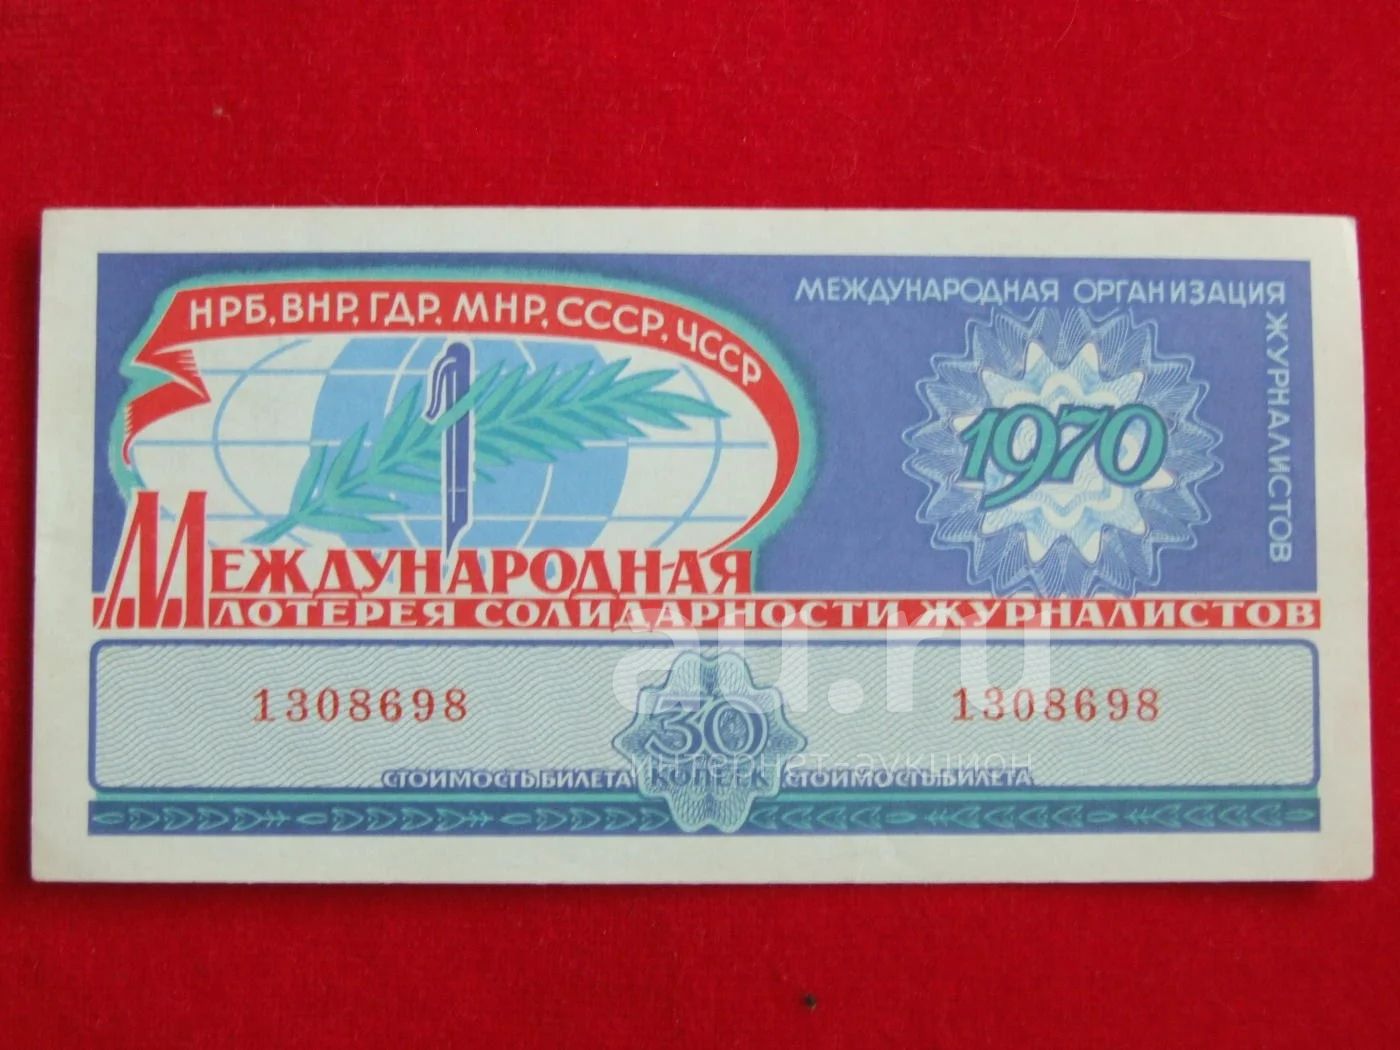 НРБ, ВНР, ГДР, МНР, СССР, ЧССР
МЕЖДУНАРОДНАЯ ОРГАНИЗАЦИЯ
ЖУРНАЛИСТОВ
1970
МЕЖДУНАРОДНАЯ
ЛОТЕРЕЯ СОЛИДАРНОСТИ ЖУРНАЛИСТОВ
au.ru
интернет-аукцион
1308698
1308698
30
СТОИМОСТЬ БИЛЕТА КОПЕЕК СТОИМОСТЬ БИЛЕТА